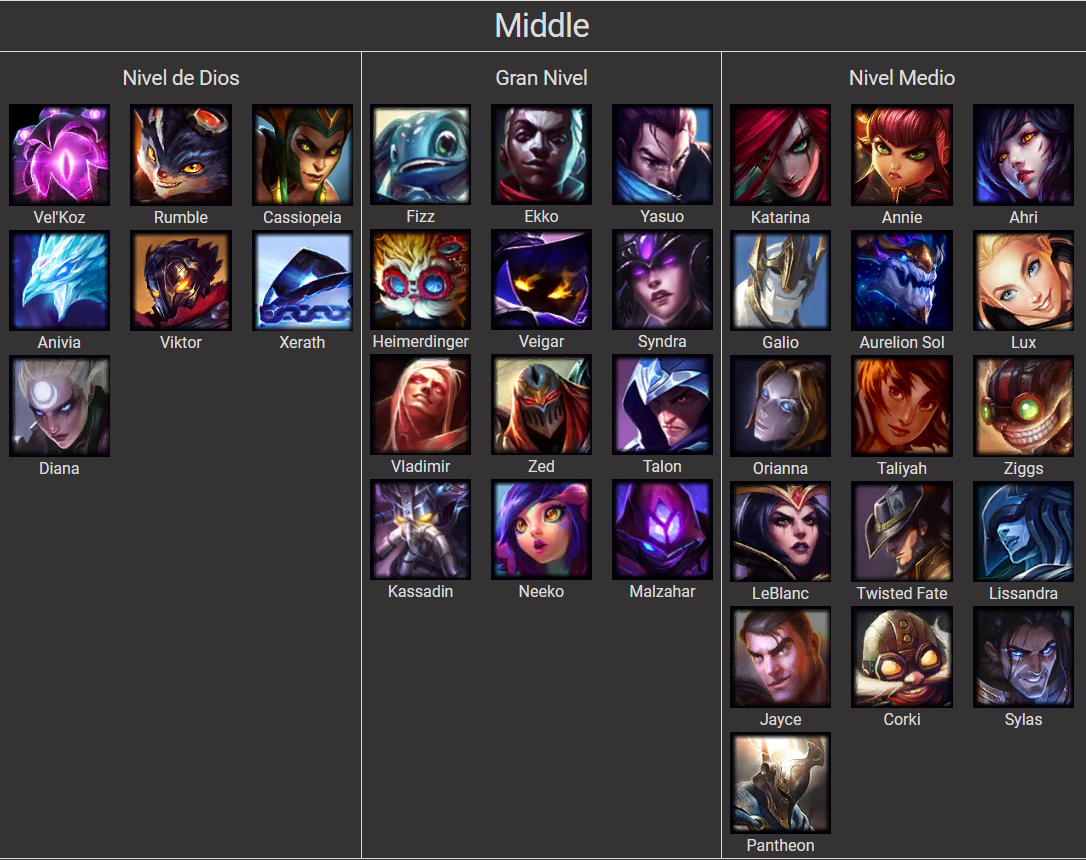 Middle
Nivel de Dios
Vel'Koz Rumble Cassiopeia
Anivia Viktor Xerath
Diana
Gran Nivel
Fizz Ekko Yasuo
Heimerdinger Veigar Syndra
Vladimir Zed Talon
Kassadin Neeko Malzahar
Nivel Medio
Katarina Annie Ahri
Galio Aurelion Sol Lux
Orianna Taliyah Ziggs
LeBlanc Twisted Fate Lissandra
Jayce Corki Sylas
Pantheon